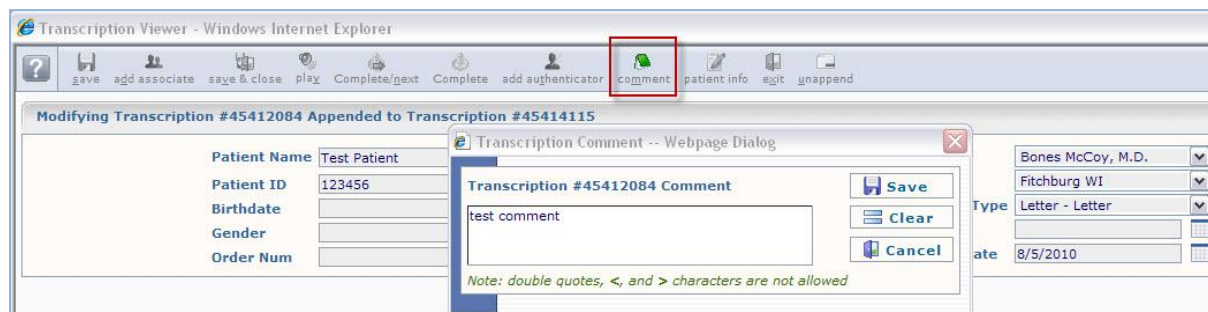 Transcription Viewer - Windows Internet Explorer
? save add associate save & close play Complete/next Complete add authenticator comment patient info exit unappend
Modifying Transcription #45412084 Appended to Transcription #45414115
Patient Name Test Patient
Patient ID 123456
Birthdate
Gender
Order Num
Transcription Comment -- Webpage Dialog
Transcription #45412084 Comment
test comment
Save
Clear
Cancel
Note: double quotes, <, and > characters are not allowed
Bones McCoy, M.D.
Fitchburg WI
Type Letter - Letter
ate 8/5/2010